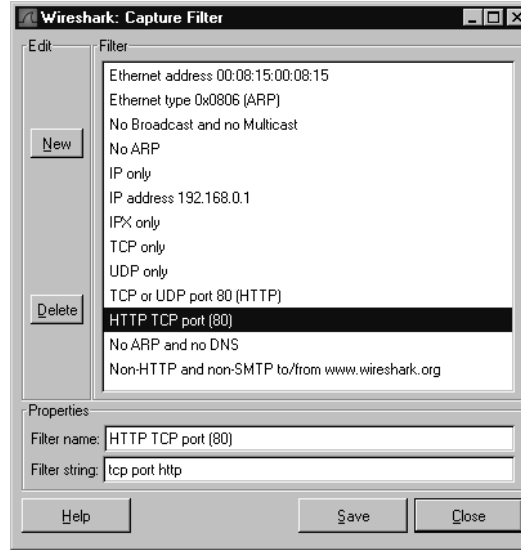 Wireshark: Capture Filter
Edit
Filter
New
Delete
Ethernet address 00:08:15:00:08:15
Ethernet type 0x0806 (ARP)
No Broadcast and no Multicast
No ARP
IP only
IP address 192.168.0.1
IPX only
TCP only
UDP only
TCP or UDP port 80 (HTTP)
HTTP TCP port (80)
No ARP and no DNS
Non-HTTP and non-SMTP to/from www.wireshark.org
Properties
Filter name: HTTP TCP port (80)
Filter string: tcp port http
Help Save Close